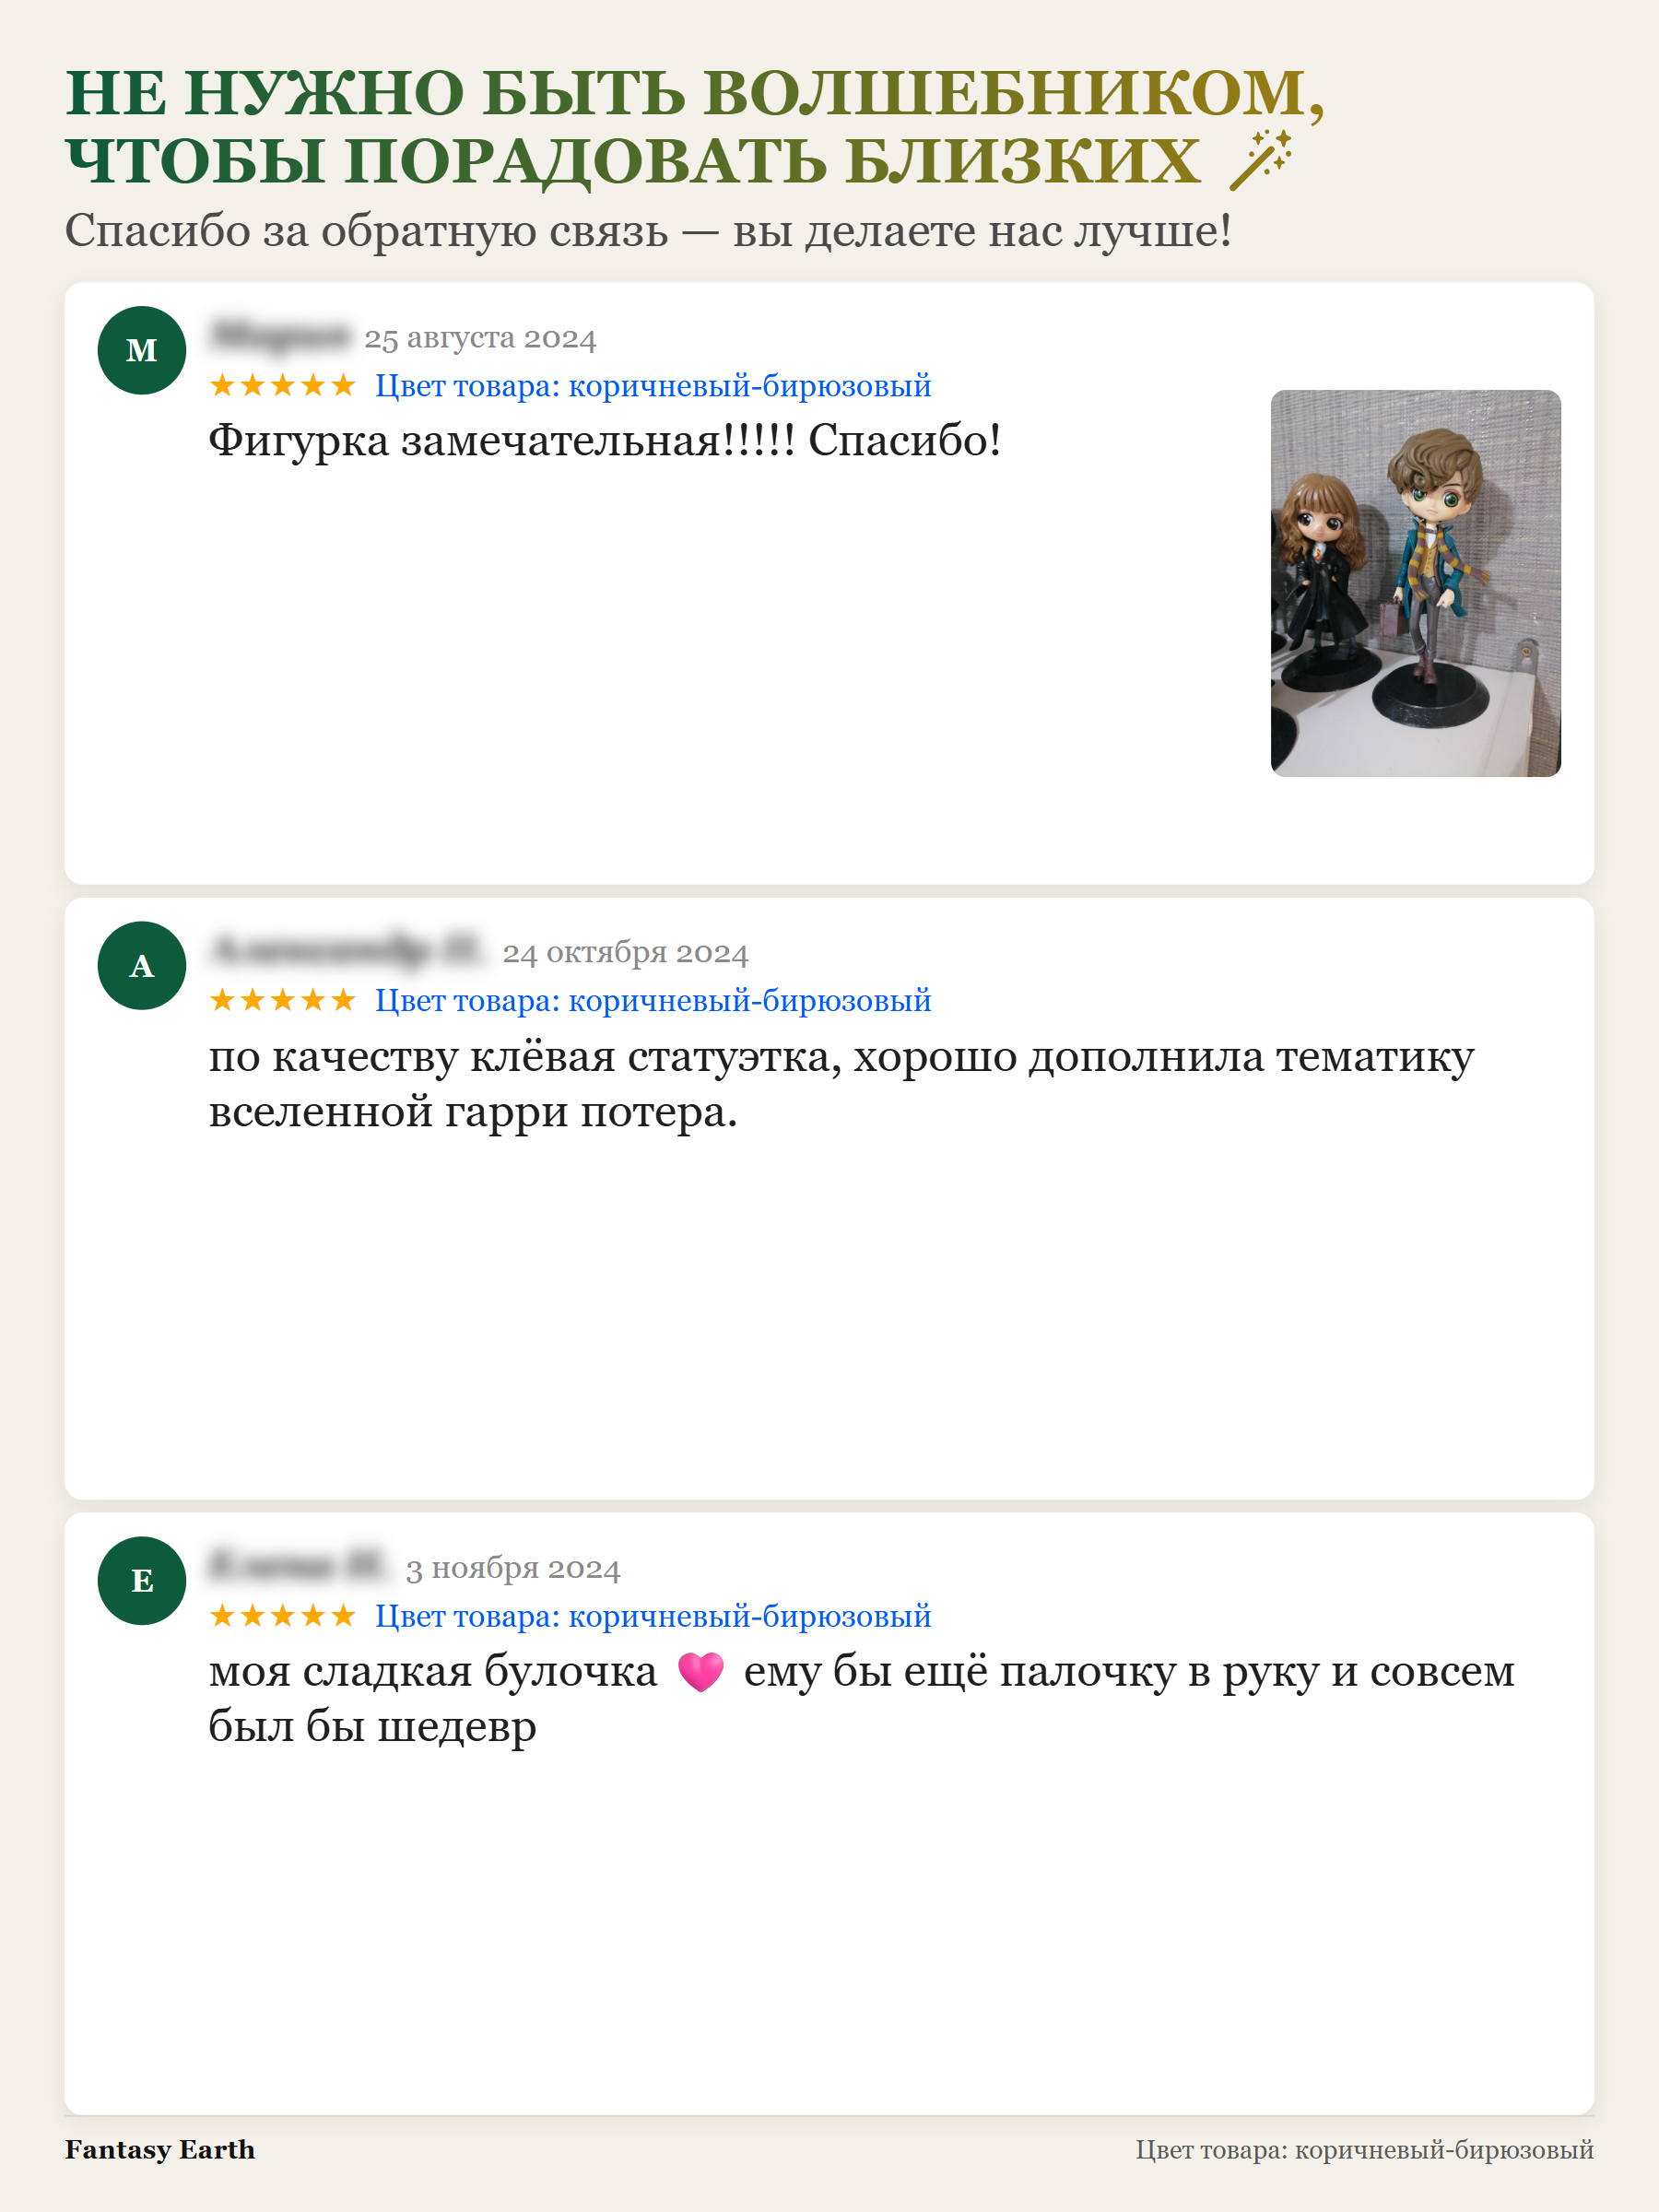 НЕ НУЖНО БЫТЬ ВОЛШЕБНИКОМ,
ЧТОБЫ ПОРАДОВАТЬ БЛИЗКИХ
Спасибо за обратную связь — вы делаете нас лучше!
М
25 августа 2024
★★★★★ Цвет товара: коричневый-бирюзовый
Фигурка замечательная!!!!! Спасибо!
А
24 октября 2024
★★★★★ Цвет товара: коричневый-бирюзовый
по качеству клёвая статуэтка, хорошо дополнила тематику
вселенной гарри потера.
Е
3 ноября 2024
★★★★★ Цвет товара: коричневый-бирюзовый
моя сладкая булочка 💗 ему бы ещё палочку в руку и совсем
был бы шедевр
Fantasy Earth
Цвет товара: коричневый-бирюзовый